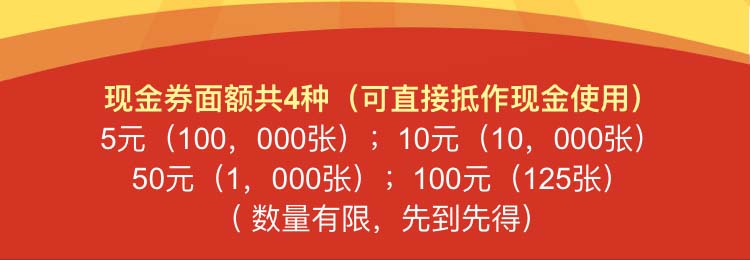 现金券面额共4种（可直接抵作现金使用）
5元（100，000张）；10元（10，000张）
50元（1，000张）；100元（125张）
（ 数量有限，先到先得）